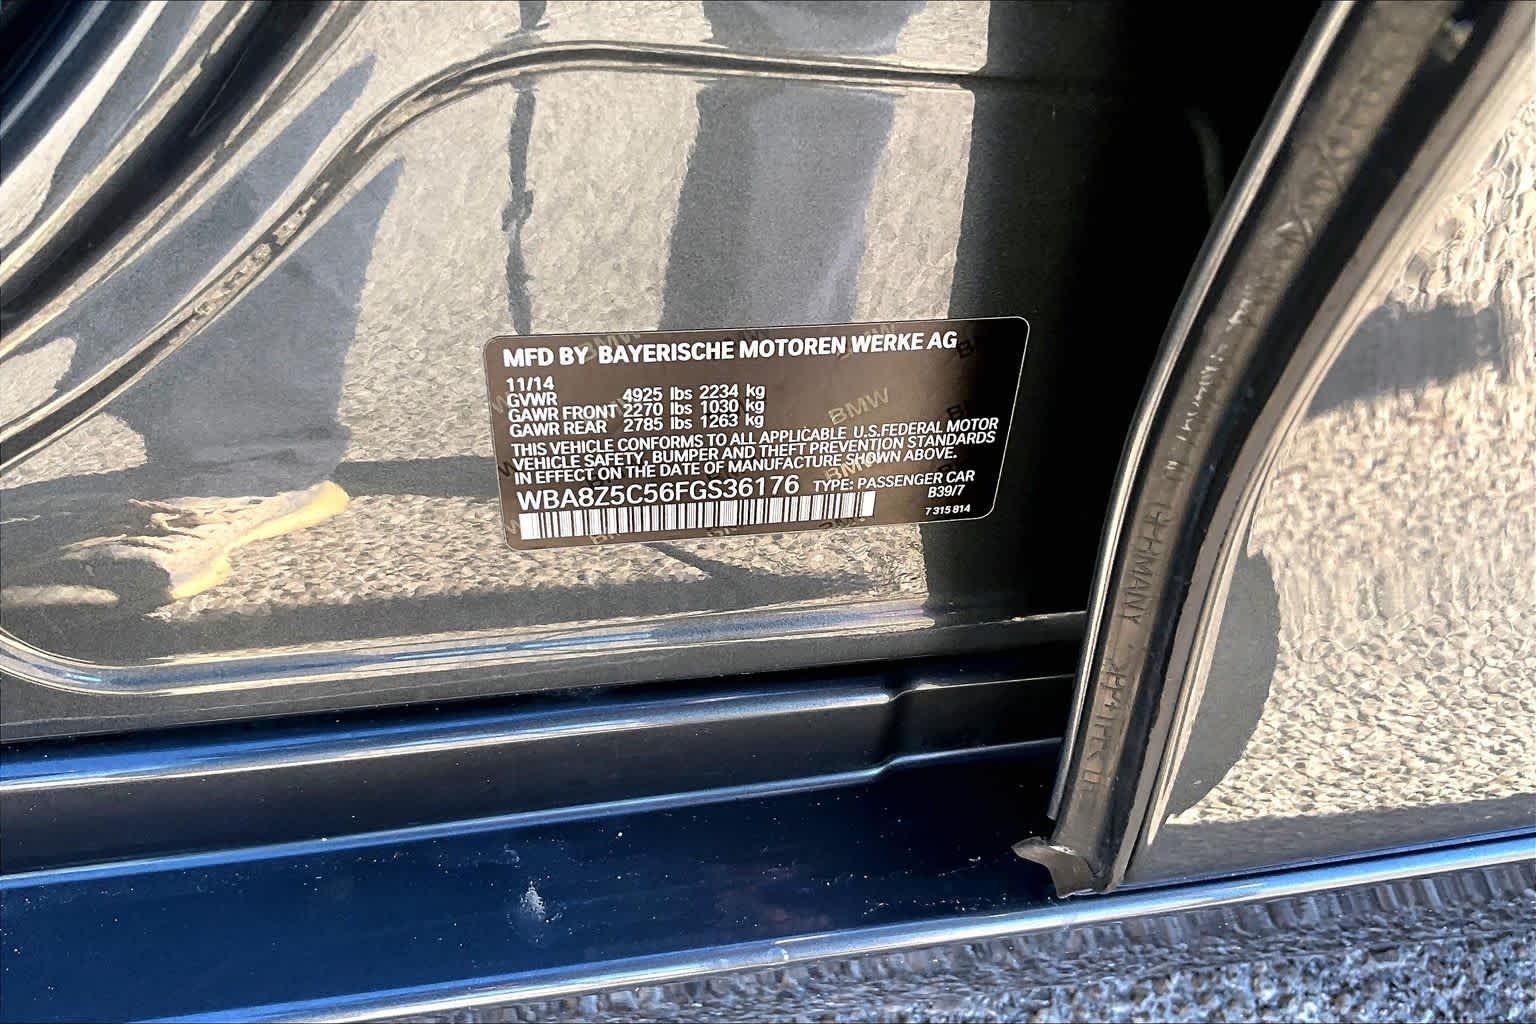 MFD BY BAYERISCHE MOTOREN WERKE AG
11/14
GVWR 4925 lbs 2234 kg
GAWR FRONT 2270 lbs 1030 kg
GAWR REAR 2785 lbs 1263 kg
THIS VEHICLE CONFORMS TO ALL APPLICABLE U.S.FEDERAL MOTOR
VEHICLE SAFETY, BUMPER AND THEFT PREVENTION STANDARDS
IN EFFECT ON THE DATE OF MANUFACTURE SHOWN ABOVE.
WBA8Z5C56FGS36176 TYPE: PASSENGER CAR
B39/7
7 315 814
BMW
GERMANY